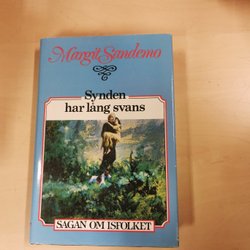 Margit Sandemo
Synden
har lång svans
SAGAN OM ISFOLKET